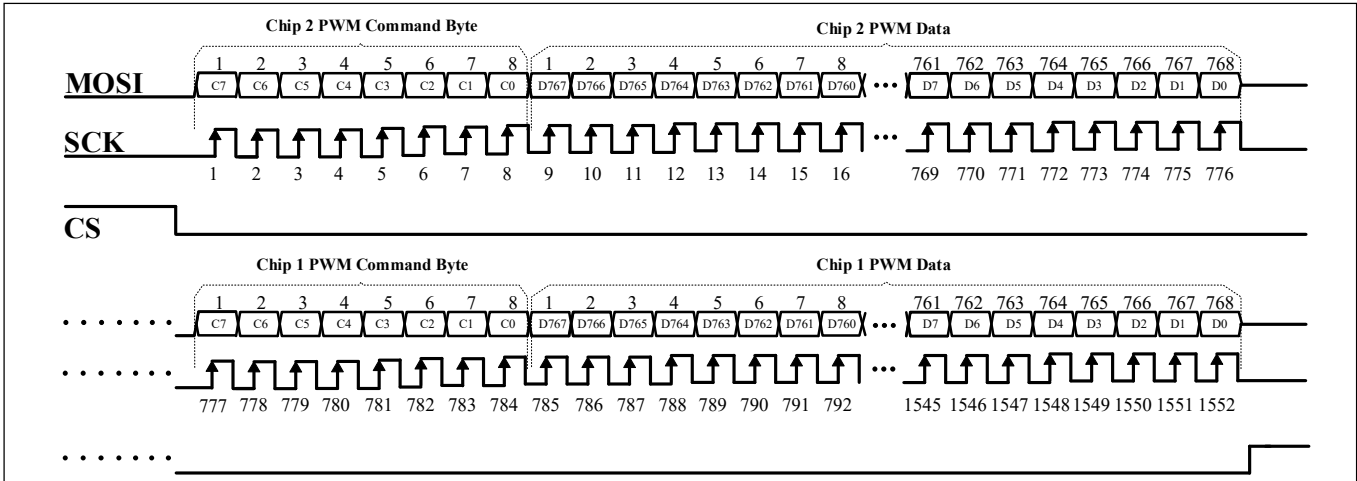 Chip 2 PWM Command Byte Chip 2 PWM Data
1 2 3 4 5 6 7 8 1 2 3 4 5 6 7 8 761 762 763 764 765 766 767 768
MOSI C7 C6 C5 C4 C3 C2 C1 C0 D767 D766 D765 D764 D763 D762 D761 D760 ••• D7 D6 D5 D4 D3 D2 D1 D0
SCK •••
1 2 3 4 5 6 7 8 9 10 11 12 13 14 15 16 769 770 771 772 773 774 775 776
CS
Chip 1 PWM Command Byte Chip 1 PWM Data
1 2 3 4 5 6 7 8 1 2 3 4 5 6 7 8 761 762 763 764 765 766 767 768
. . . . . . . C7 C6 C5 C4 C3 C2 C1 C0 D767 D766 D765 D764 D763 D762 D761 D760 ••• D7 D6 D5 D4 D3 D2 D1 D0
. . . . . . . •••
777 778 779 780 781 782 783 784 785 786 787 788 789 790 791 792 1545 1546 1547 1548 1549 1550 1551 1552
. . . . . . .